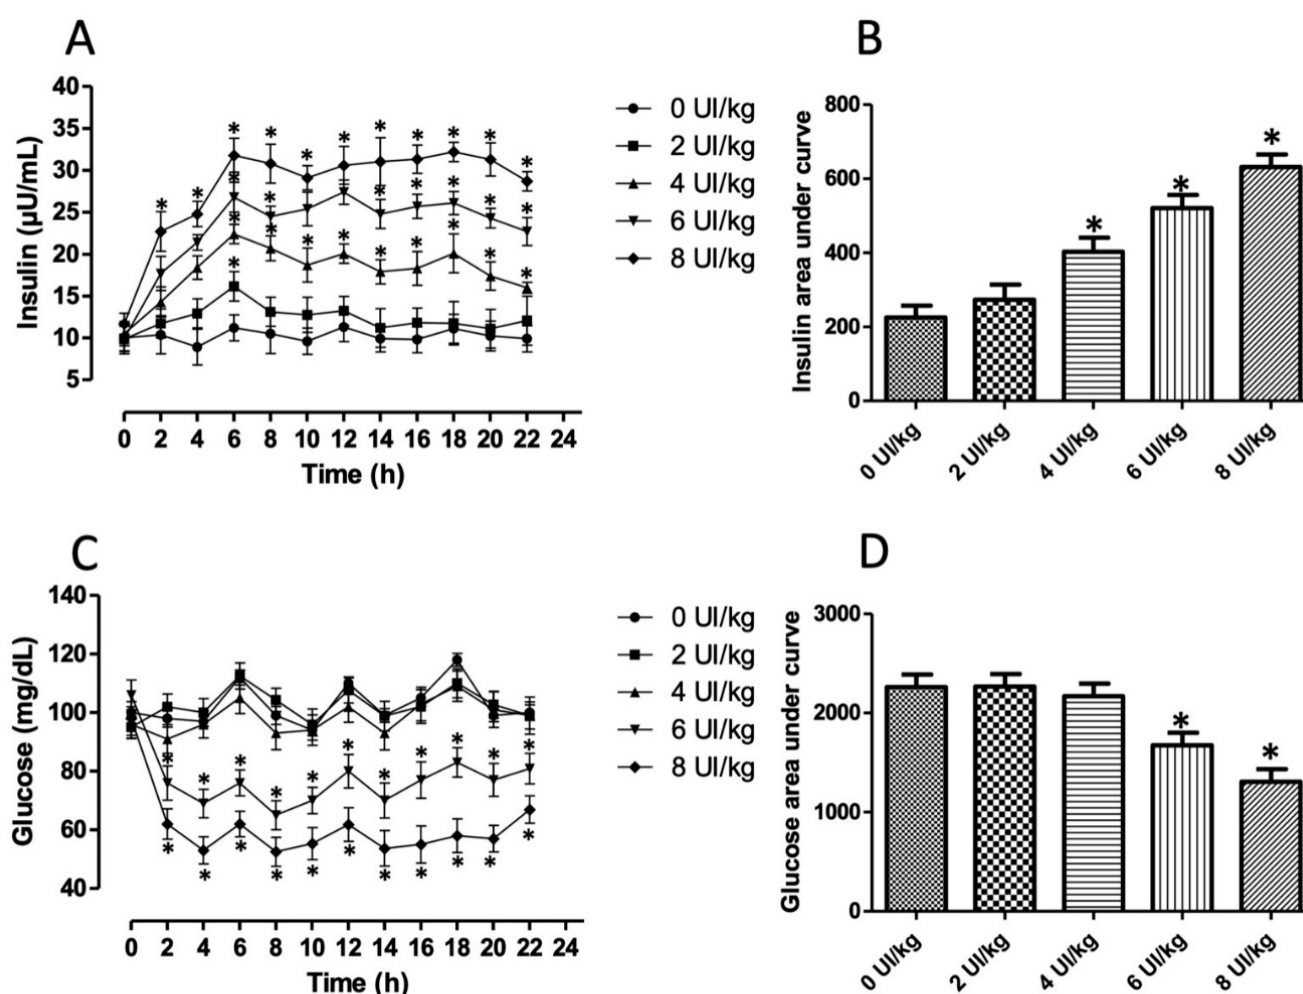 A
40
35
30
25
20
15
10
5
Insulin (µU/mL)
0 2 4 6 8 10 12 14 16 18 20 22 24
Time (h)
0 UI/kg
2 UI/kg
4 UI/kg
6 UI/kg
8 UI/kg
B
800
600
400
200
0
Insulin area under curve
0 UI/kg
2 UI/kg
4 UI/kg
6 UI/kg
8 UI/kg
C
140
120
100
80
60
40
Glucose (mg/dL)
0 2 4 6 8 10 12 14 16 18 20 22 24
Time (h)
0 UI/kg
2 UI/kg
4 UI/kg
6 UI/kg
8 UI/kg
D
3000
2000
1000
0
Glucose area under curve
0 UI/kg
2 UI/kg
4 UI/kg
6 UI/kg
8 UI/kg